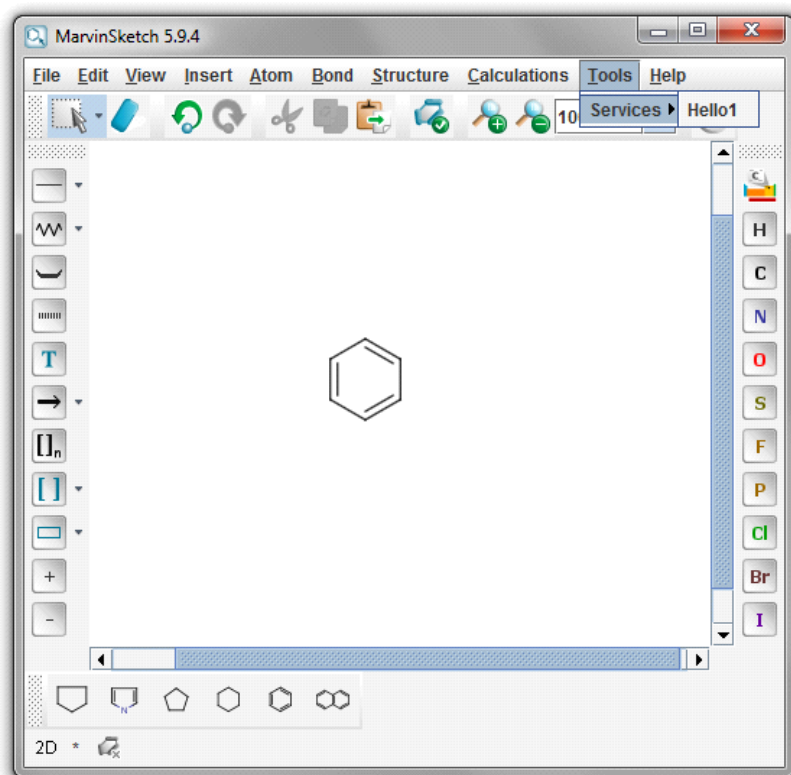 MarvinSketch 5.9.4
File Edit View Insert Atom Bond Structure Calculations Tools Help
Services Hello1
10
H
C
N
O
S
F
P
Cl
Br
I
T
[]n
[ ]
+
-
N
2D *